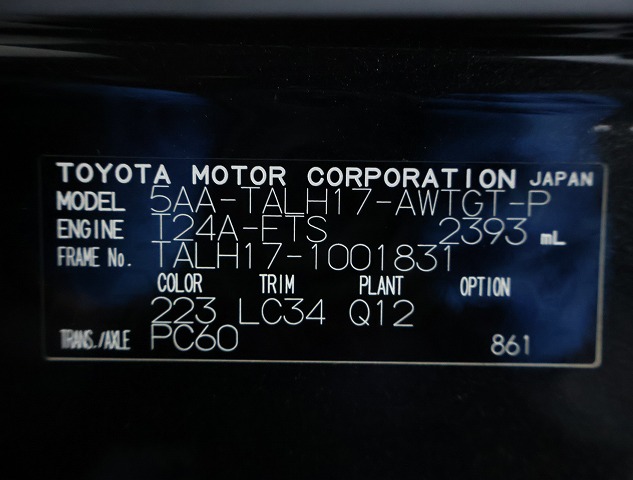 TOYOTA MOTOR CORPORATION JAPAN
MODEL 5AA-TALH17-AWTGT-P
ENGINE T24A-FTS 2393 mL
FRAME No. TALH17-1001831
COLOR TRIM PLANT OPTION
223 LC34 Q12
TRANS./AXLE PC60 861